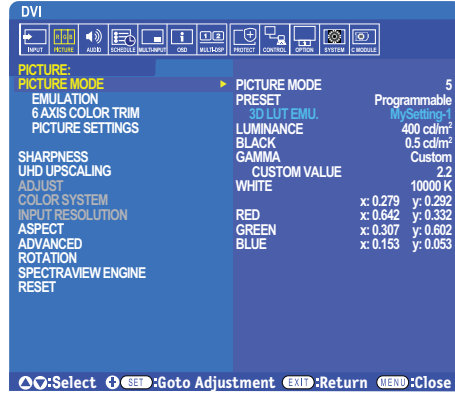 DVI
INPUT PICTURE AUDIO SCHEDULE MULTI-INPUT OSD MULTI-DSP PROTECT CONTROL OPTION SYSTEM C MODULE
R G B
1 2
PICTURE:
PICTURE MODE
EMULATION
6 AXIS COLOR TRIM
PICTURE SETTINGS
SHARPNESS
UHD UPSCALING
ADJUST
COLOR SYSTEM
INPUT RESOLUTION
ASPECT
ADVANCED
ROTATION
SPECTRAVIEW ENGINE
RESET
PICTURE MODE 5
PRESET Programmable
3D LUT EMU. MySetting-1
LUMINANCE 400 cd/m²
BLACK 0.5 cd/m²
GAMMA Custom
CUSTOM VALUE 2.2
WHITE 10000 K
x: 0.279 y: 0.292
RED x: 0.642 y: 0.332
GREEN x: 0.307 y: 0.602
BLUE x: 0.153 y: 0.053
:Select SET :Goto Adjustment EXIT:Return MENU:Close